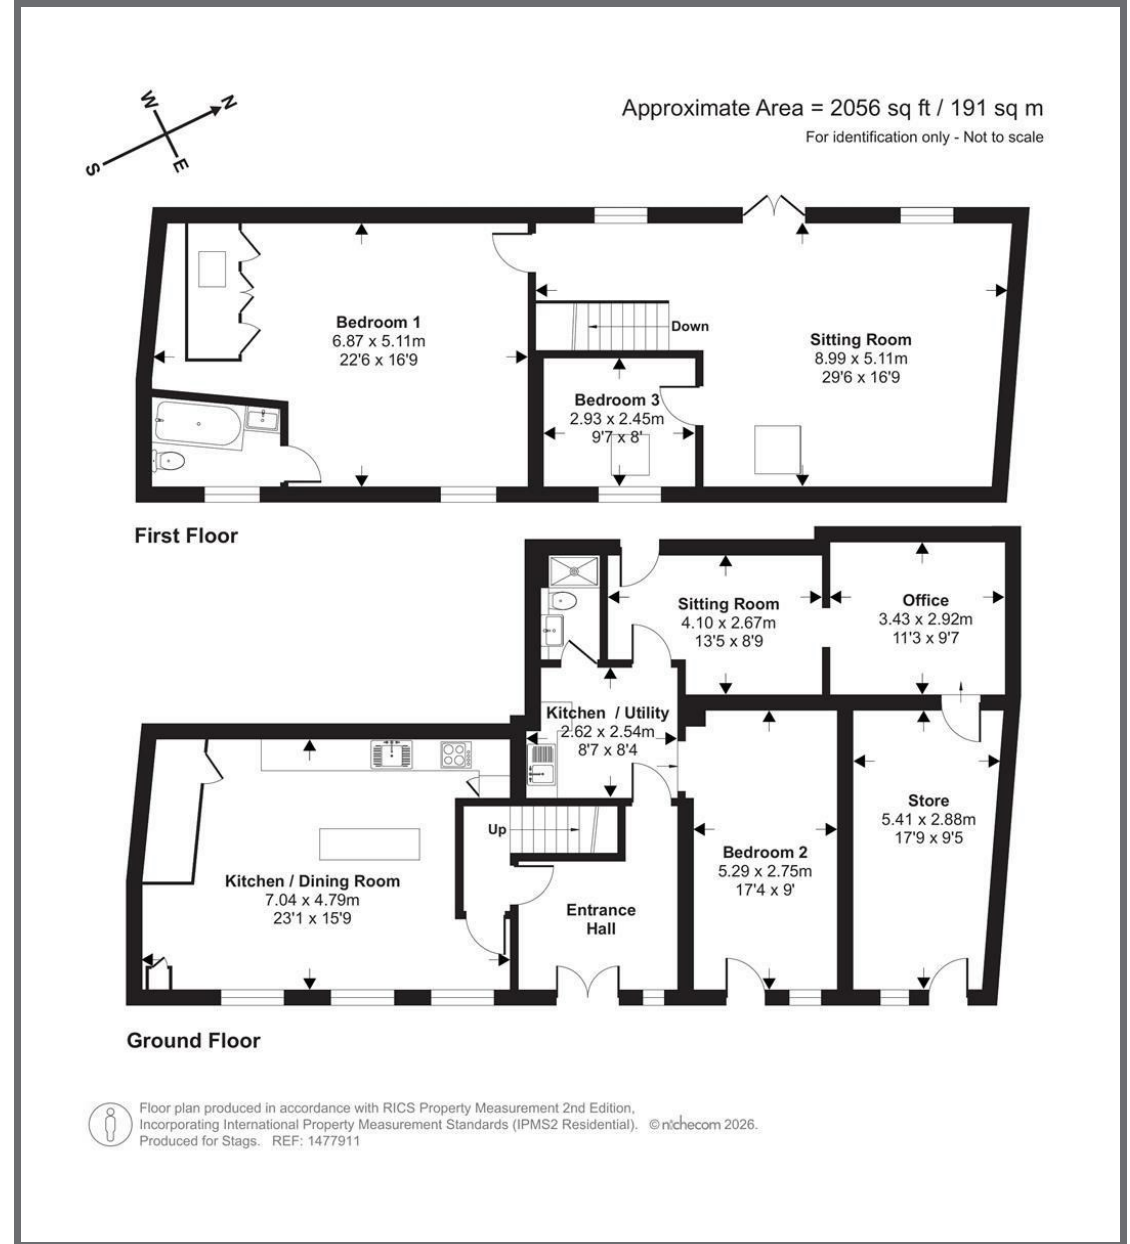 W
N
S
E
Approximate Area = 2056 sq ft / 191 sq m
For identification only - Not to scale
Bedroom 1
6.87 x 5.11m
22'6 x 16'9
Down
Sitting Room
8.99 x 5.11m
29'6 x 16'9
Bedroom 3
2.93 x 2.45m
9'7 x 8'
First Floor
Sitting Room
4.10 x 2.67m
13'5 x 8'9
Office
3.43 x 2.92m
11'3 x 9'7
Kitchen / Utility
2.62 x 2.54m
8'7 x 8'4
Up
Store
5.41 x 2.88m
17'9 x 9'5
Bedroom 2
5.29 x 2.75m
17'4 x 9'
Kitchen / Dining Room
7.04 x 4.79m
23'1 x 15'9
Entrance
Hall
Ground Floor
Floor plan produced in accordance with RICS Property Measurement 2nd Edition,
Incorporating International Property Measurement Standards (IPMS2 Residential). © nichecom 2026.
Produced for Stags. REF: 1477911